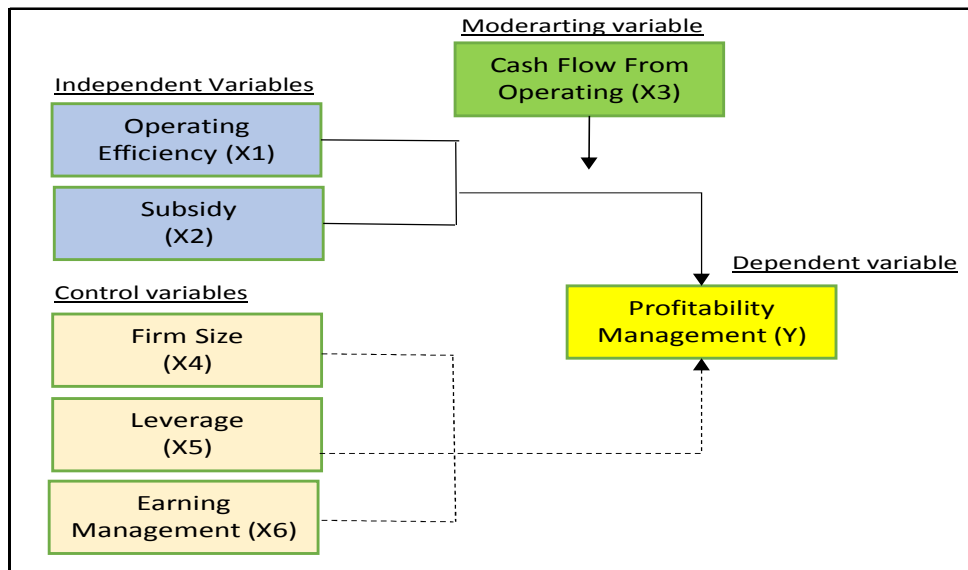 Moderarting variable
Cash Flow From
Operating (X3)
Independent Variables
Operating
Efficiency (X1)
Subsidy
(X2)
Dependent variable
Profitability
Management (Y)
Control variables
Firm Size
(X4)
Leverage
(X5)
Earning
Management (X6)